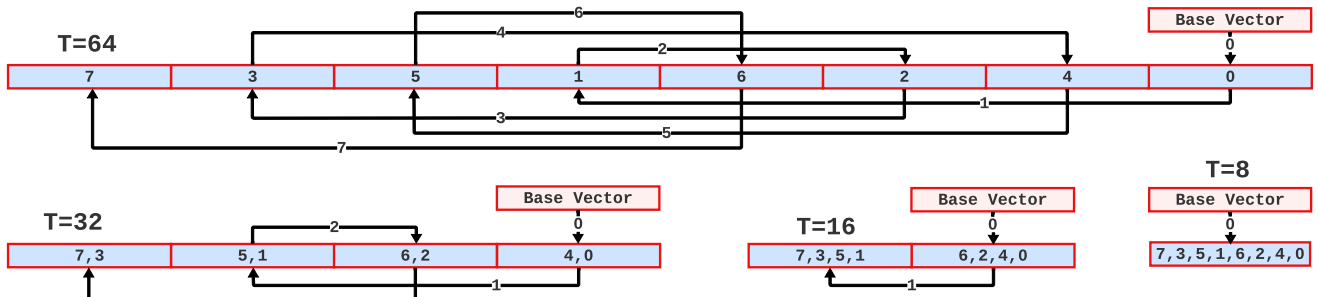 6
4
Base Vector
T=64
2
0
7 3 5 1 6 2 4 0
1
3
5
7
T=8
Base Vector
Base Vector
Base Vector
T=32
2
0
T=16
0
0
7,3 5,1 6,2 4,0
7,3,5,1 6,2,4,0
7,3,5,1,6,2,4,0
1
1